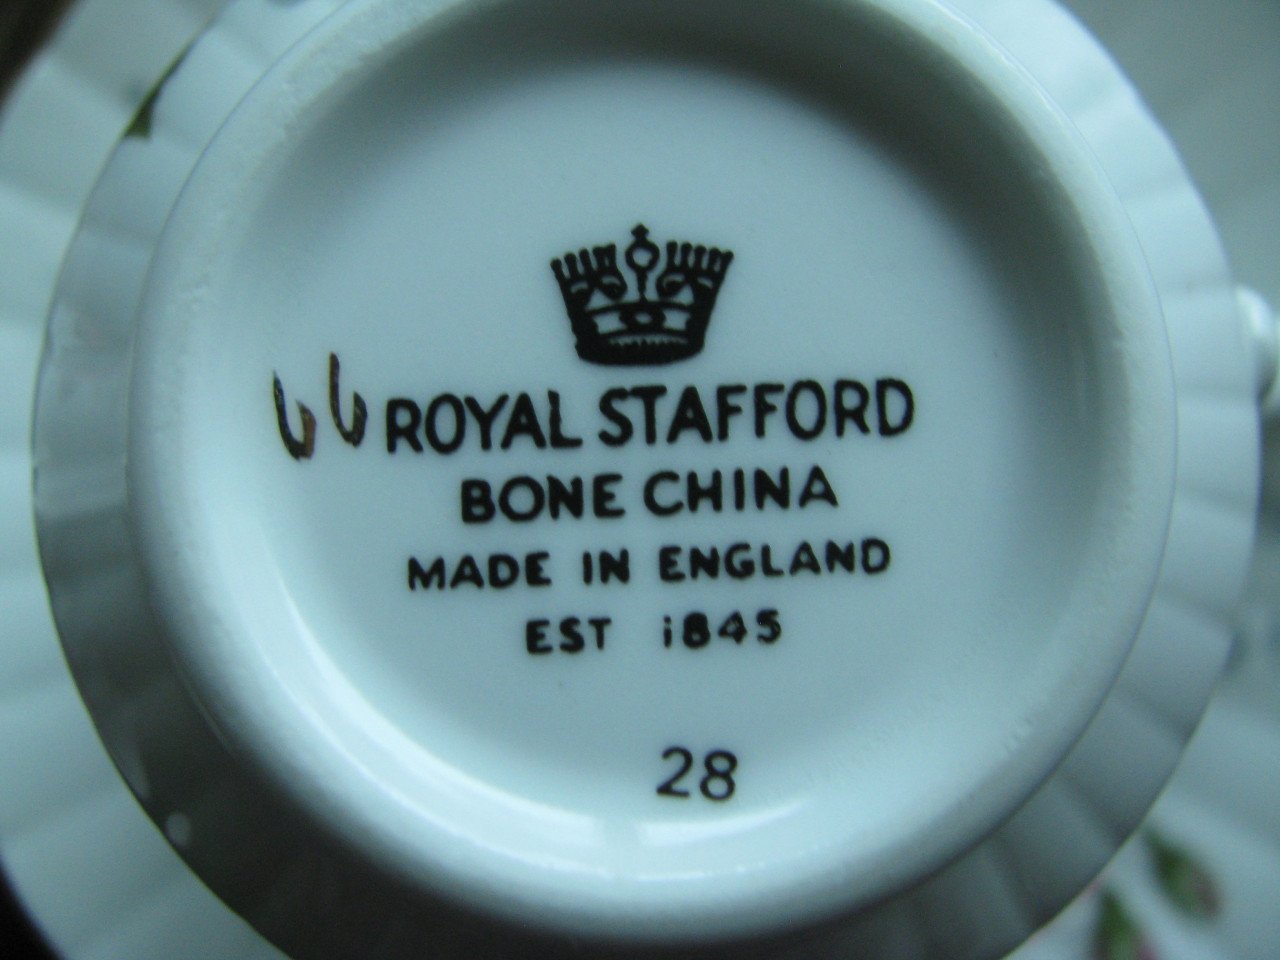 ROYAL STAFFORD
BONE CHINA
MADE IN ENGLAND
EST 1845
28